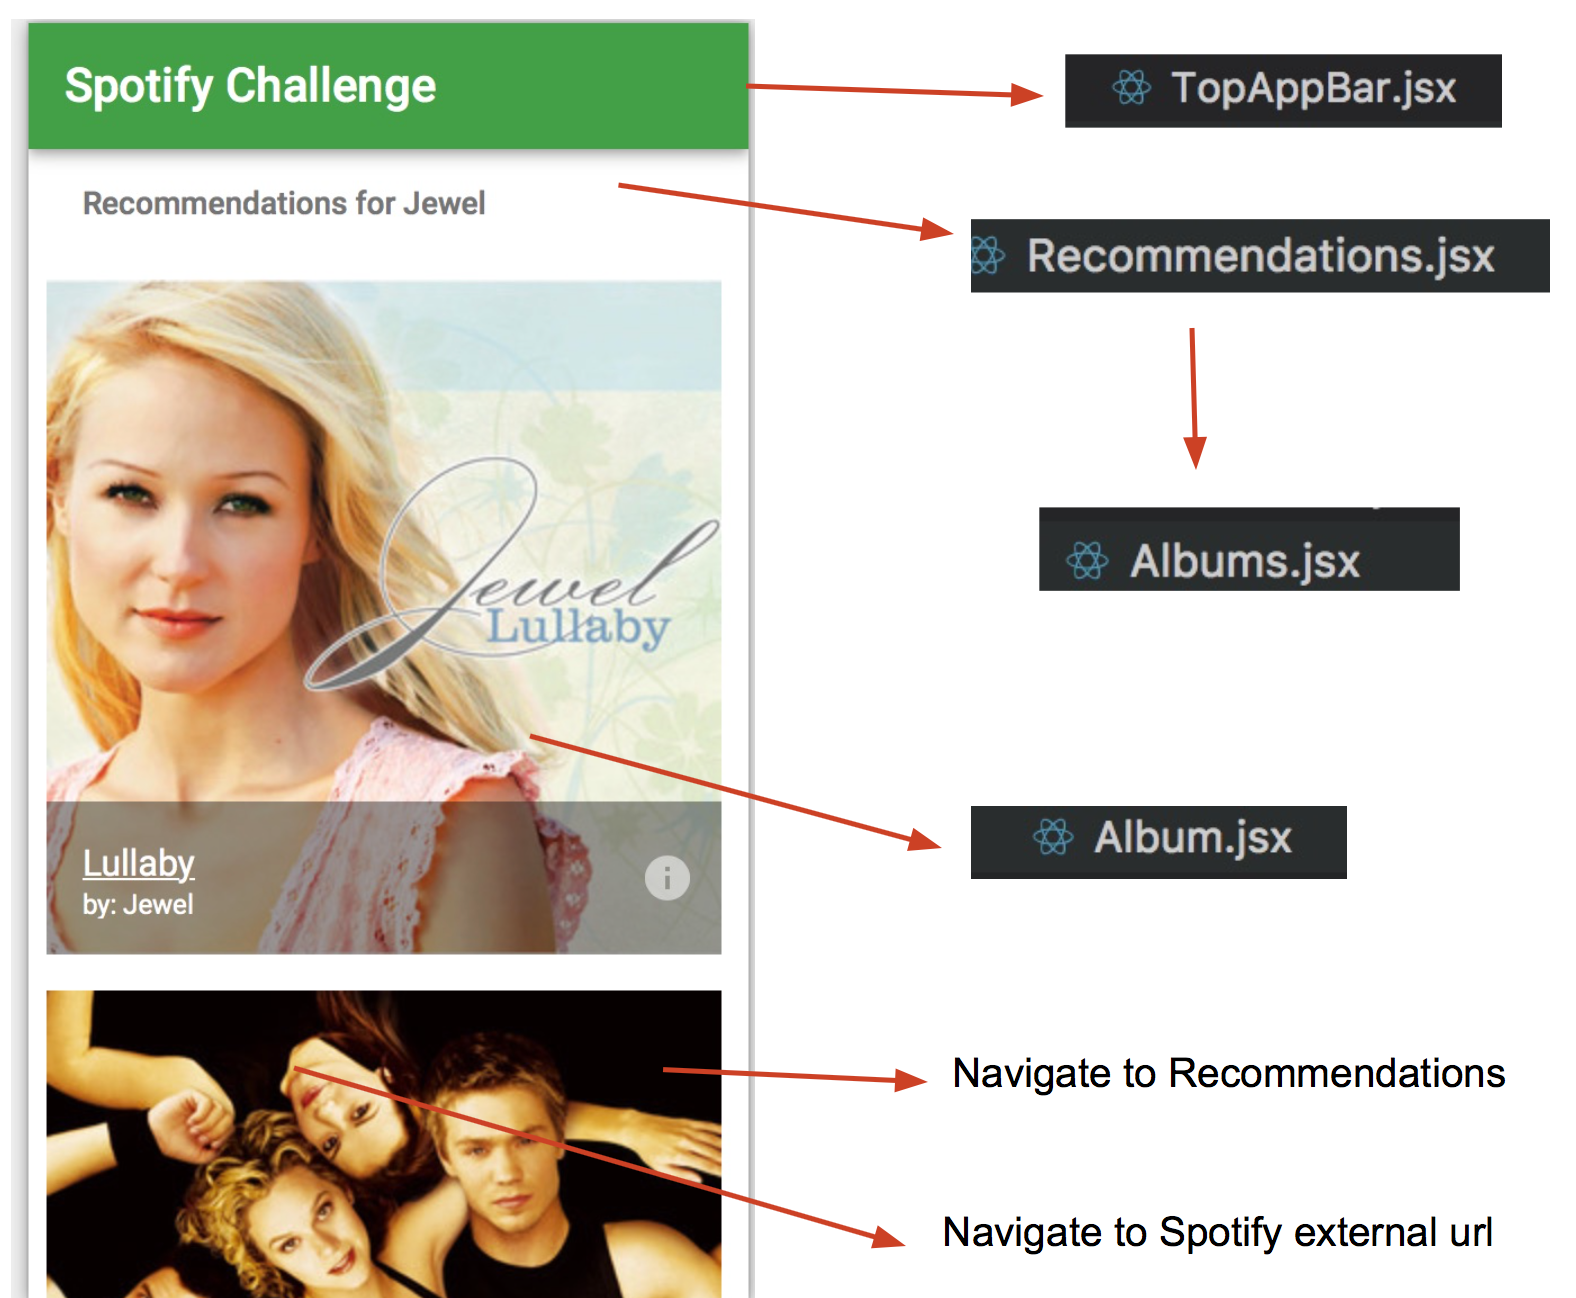 Spotify Challenge
TopAppBar.jsx
Recommendations for Jewel
Recommendations.jsx
Albums.jsx
Jewel
Lullaby
Album.jsx
Lullaby
by: Jewel
Navigate to Recommendations
Navigate to Spotify external url